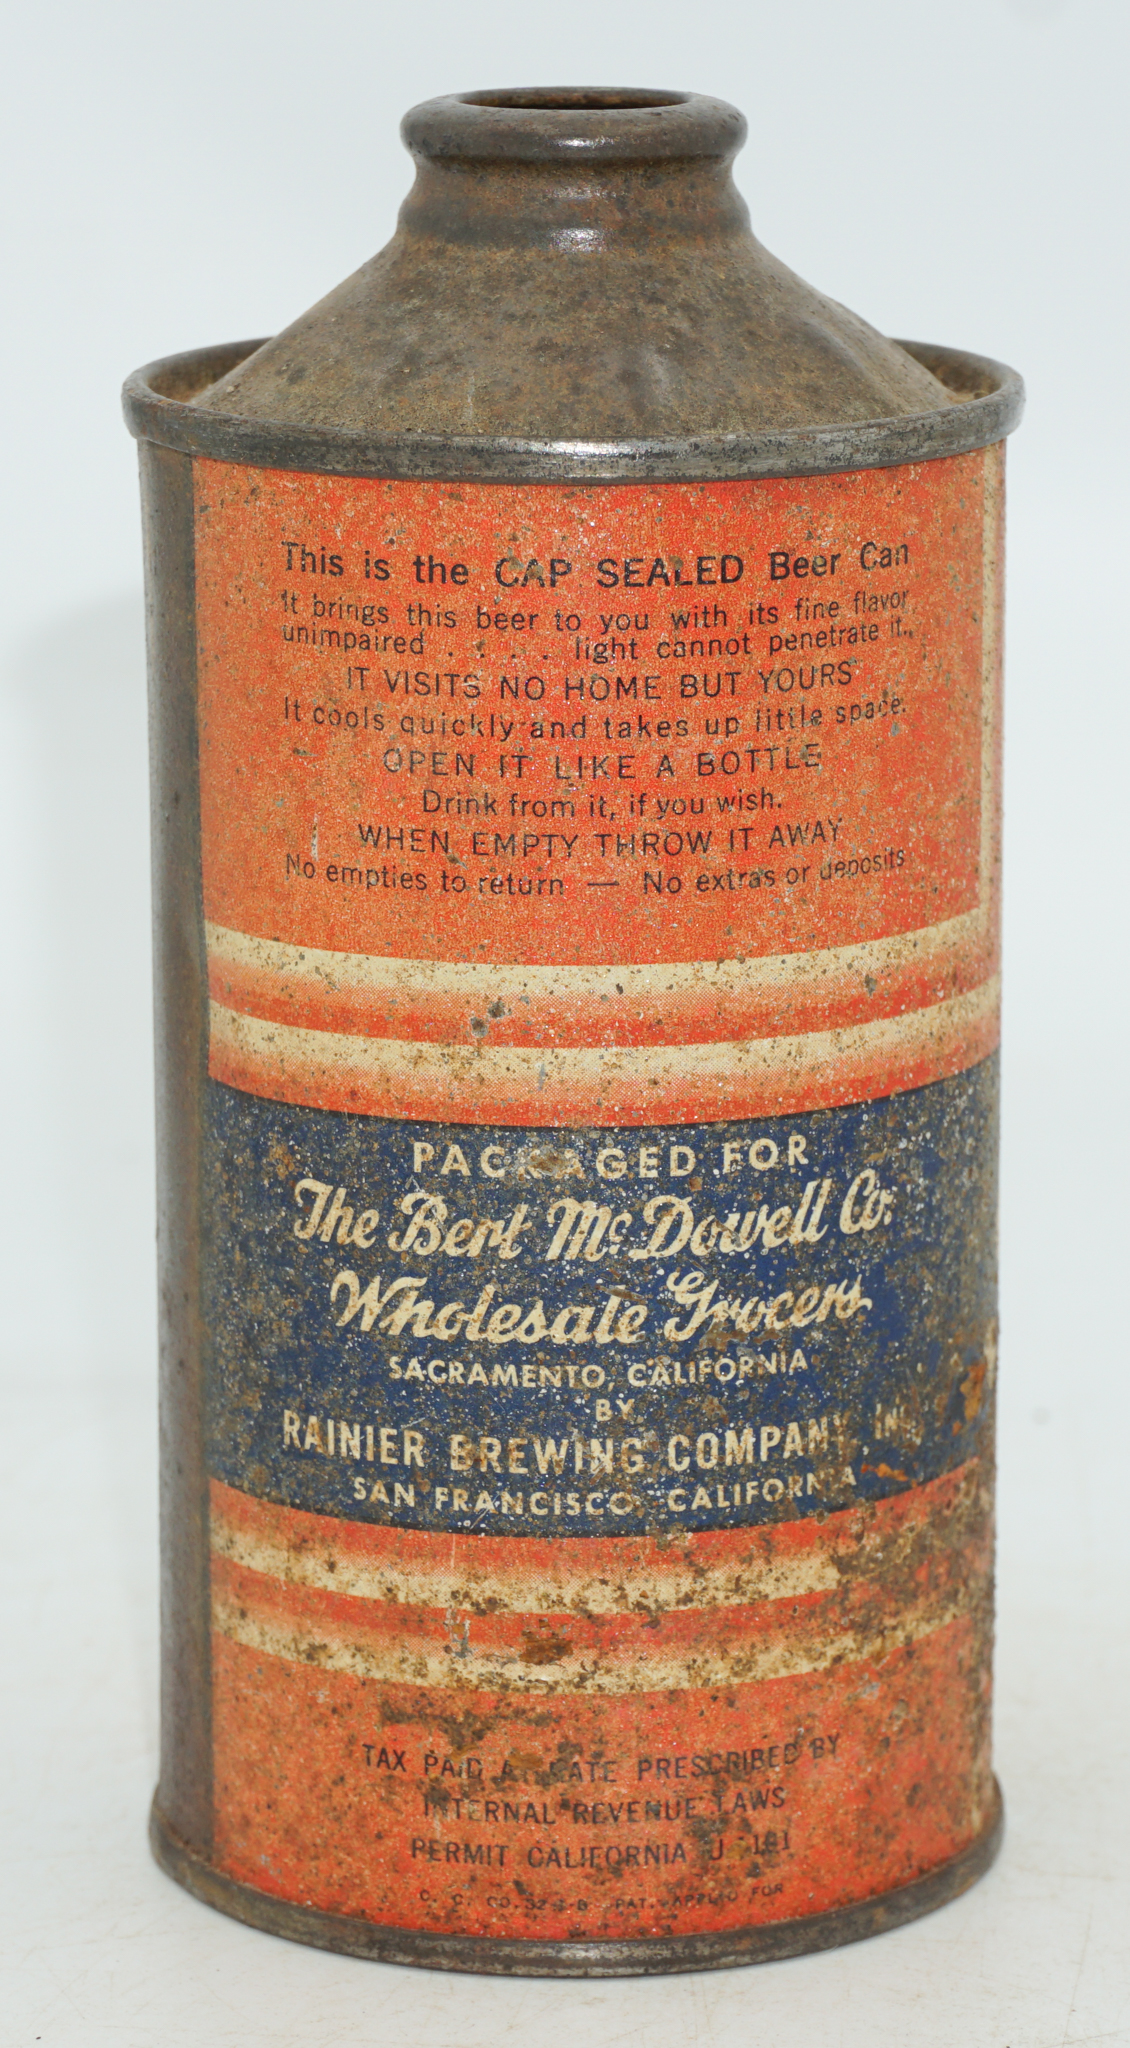 This is the CAP SEALED Beer Can
It brings this beer to you with its fine flavor,
unimpaired . . . . light cannot penetrate it..
IT VISITS NO HOME BUT YOURS
It cools quickly and takes up little space.
OPEN IT LIKE A BOTTLE
Drink from it, if you wish.
WHEN EMPTY THROW IT AWAY
No empties to return — No extras or deposits
PACKAGED FOR
The Bert McDowell Co.
Wholesale Grocers
SACRAMENTO, CALIFORNIA
BY
RAINIER BREWING COMPANY, INC.
SAN FRANCISCO, CALIFORNIA
TAX PAID AT RATE PRESCRIBED BY
INTERNAL REVENUE LAWS
PERMIT CALIFORNIA U
C. C. CO. PAT. APPLIED FOR